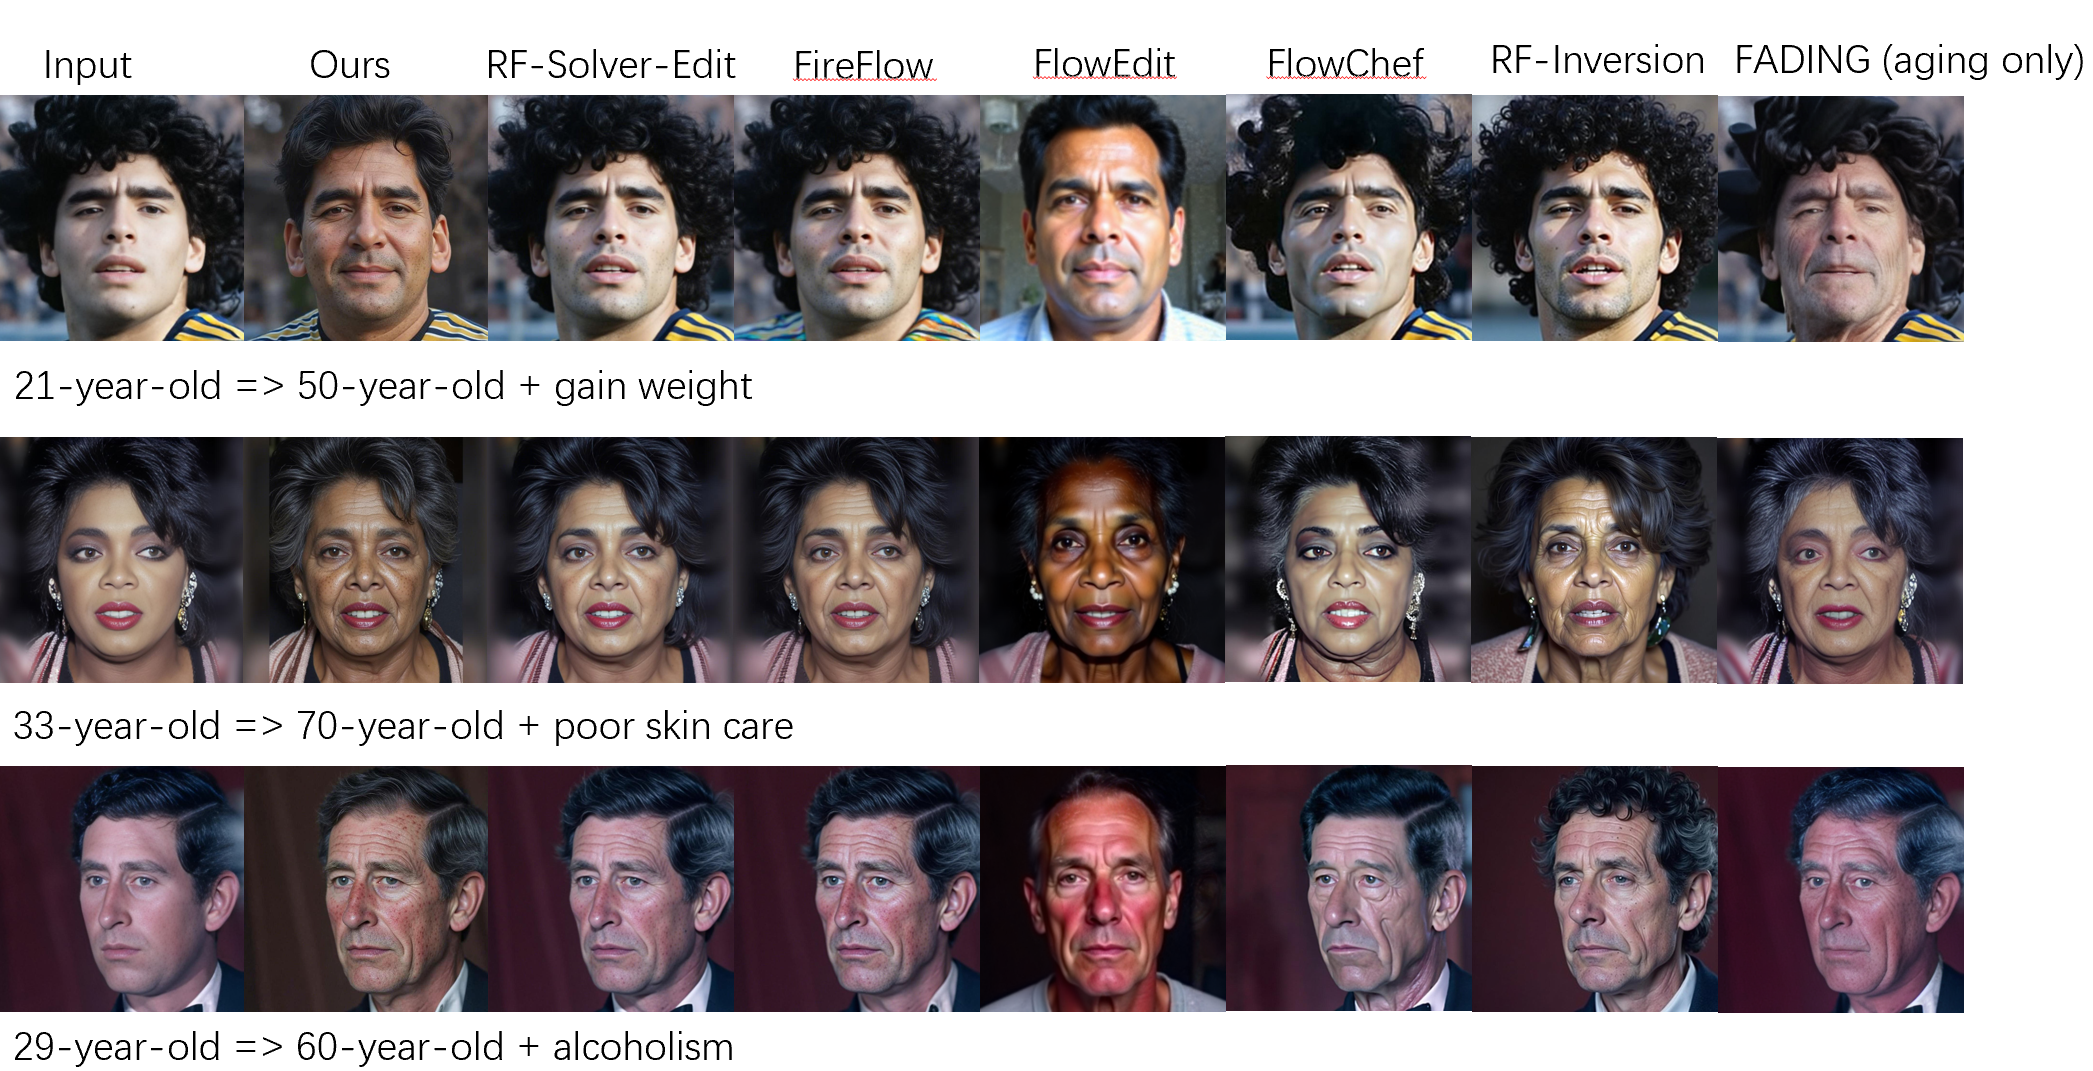 Input Ours RF-Solver-Edit FireFlow FlowEdit FlowChef RF-Inversion FADING (aging only)
21-year-old => 50-year-old + gain weight
33-year-old => 70-year-old + poor skin care
29-year-old => 60-year-old + alcoholism